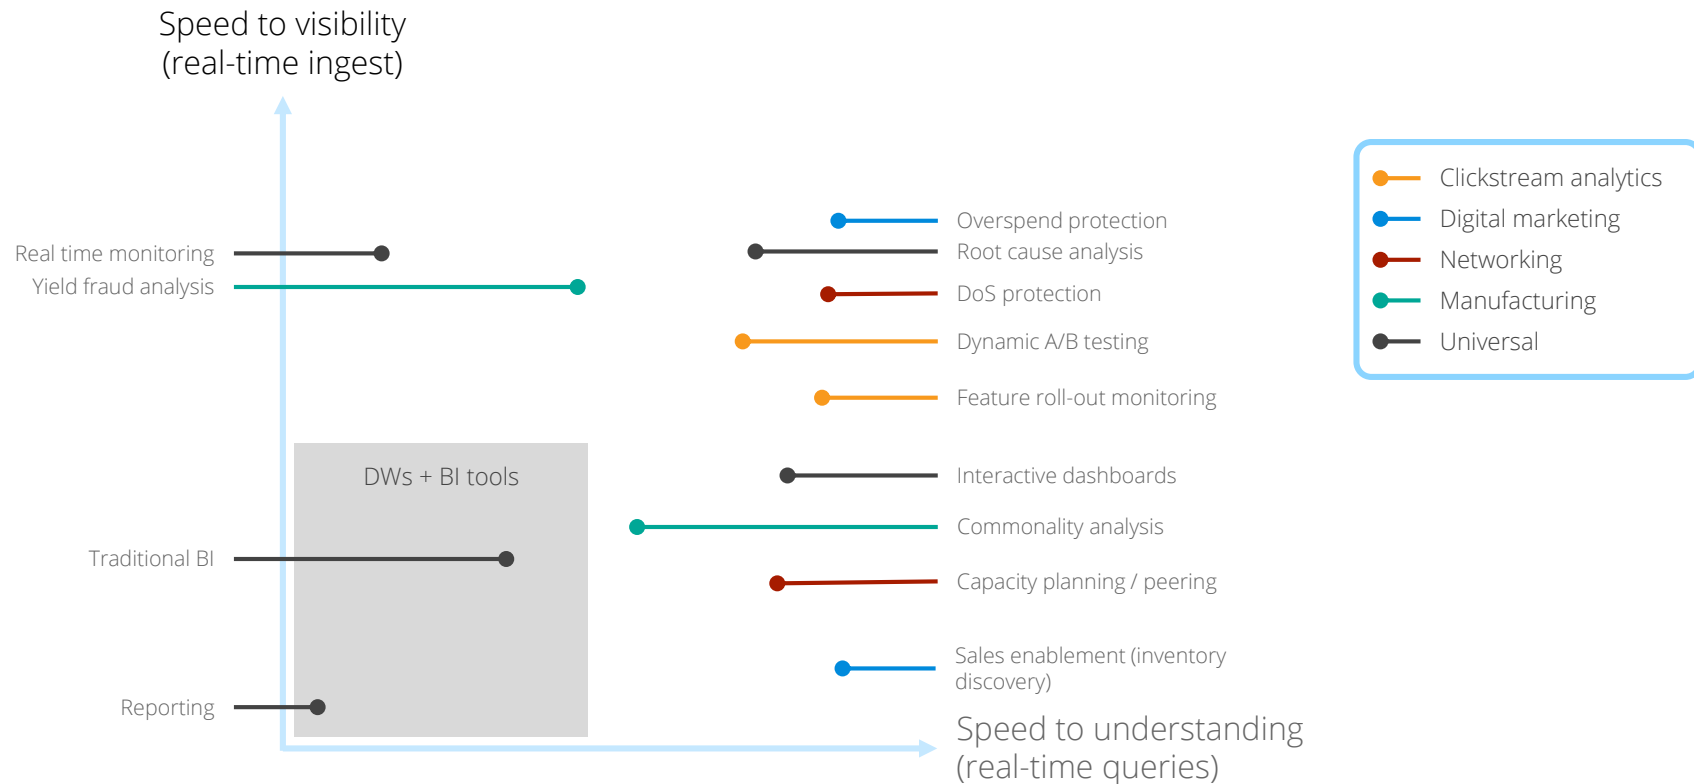 Speed to visibility
(real-time ingest)
Real time monitoring
Yield fraud analysis
DWs + BI tools
Traditional BI
Reporting
Overspend protection
Root cause analysis
DoS protection
Dynamic A/B testing
Feature roll-out monitoring
Interactive dashboards
Commonality analysis
Capacity planning / peering
Sales enablement (inventory
discovery)
Speed to understanding
(real-time queries)
Clickstream analytics
Digital marketing
Networking
Manufacturing
Universal